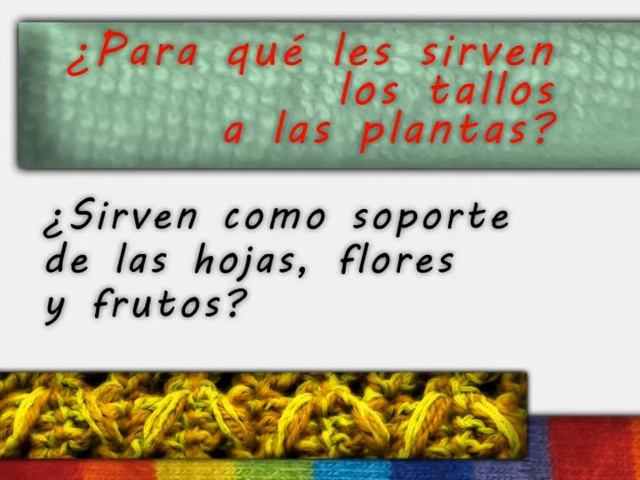 ¿Para qué les sirven
los tallos
a las plantas?
¿Sirven como soporte
de las hojas, flores
y frutos?